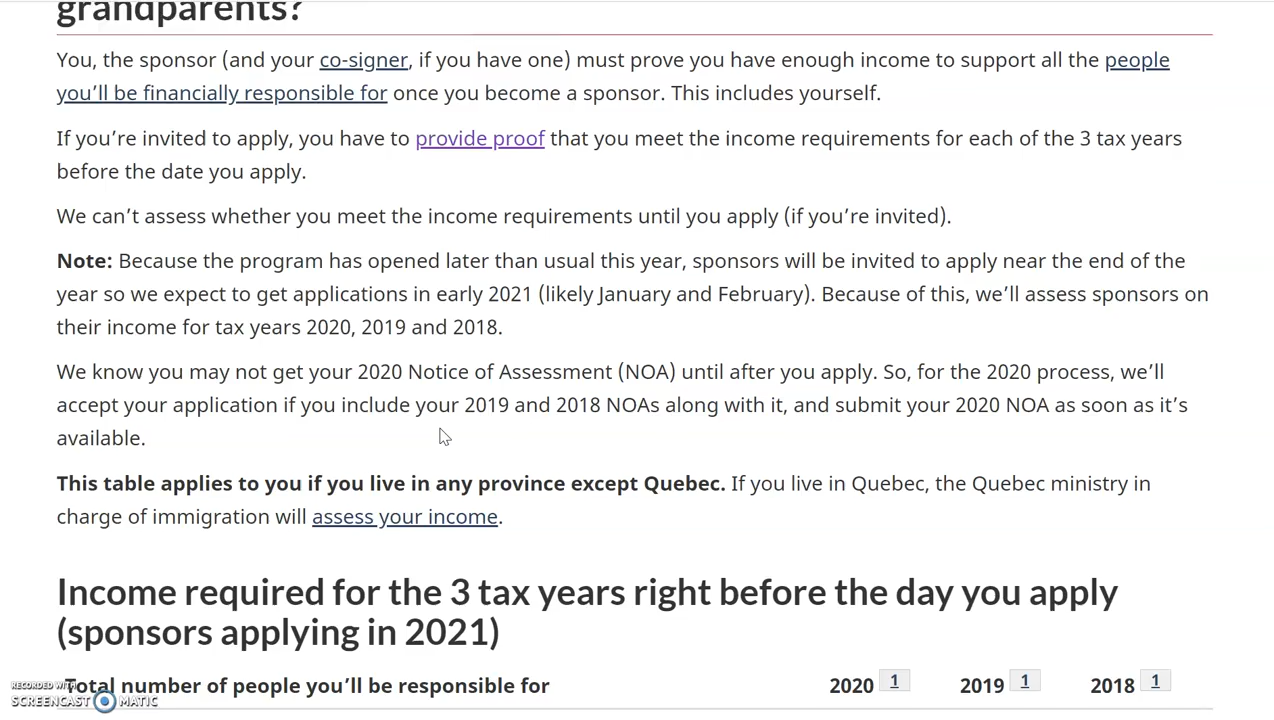 grandparents?
You, the sponsor (and your co-signer, if you have one) must prove you have enough income to support all the people
you’ll be financially responsible for once you become a sponsor. This includes yourself.
If you’re invited to apply, you have to provide proof that you meet the income requirements for each of the 3 tax years
before the date you apply.
We can’t assess whether you meet the income requirements until you apply (if you’re invited).
Note: Because the program has opened later than usual this year, sponsors will be invited to apply near the end of the
year so we expect to get applications in early 2021 (likely January and February). Because of this, we’ll assess sponsors on
their income for tax years 2020, 2019 and 2018.
We know you may not get your 2020 Notice of Assessment (NOA) until after you apply. So, for the 2020 process, we’ll
accept your application if you include your 2019 and 2018 NOAs along with it, and submit your 2020 NOA as soon as it’s
available.
This table applies to you if you live in any province except Quebec. If you live in Quebec, the Quebec ministry in
charge of immigration will assess your income.
Income required for the 3 tax years right before the day you apply
(sponsors applying in 2021)
Total number of people you’ll be responsible for 2020 1 2019 1 2018 1
RECORDED WITH
SCREENCAST MATIC